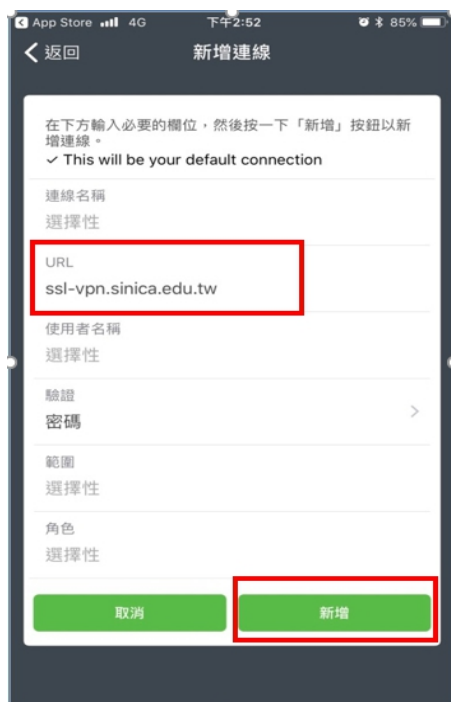 App Store 4G 下午2:52 85%
返回 新增連線
在下方輸入必要的欄位，然後按一下「新增」按鈕以新
增連線。
✓ This will be your default connection
連線名稱
選擇性
URL
ssl-vpn.sinica.edu.tw
使用者名稱
選擇性
驗證
密碼
範圍
選擇性
角色
選擇性
取消 新增